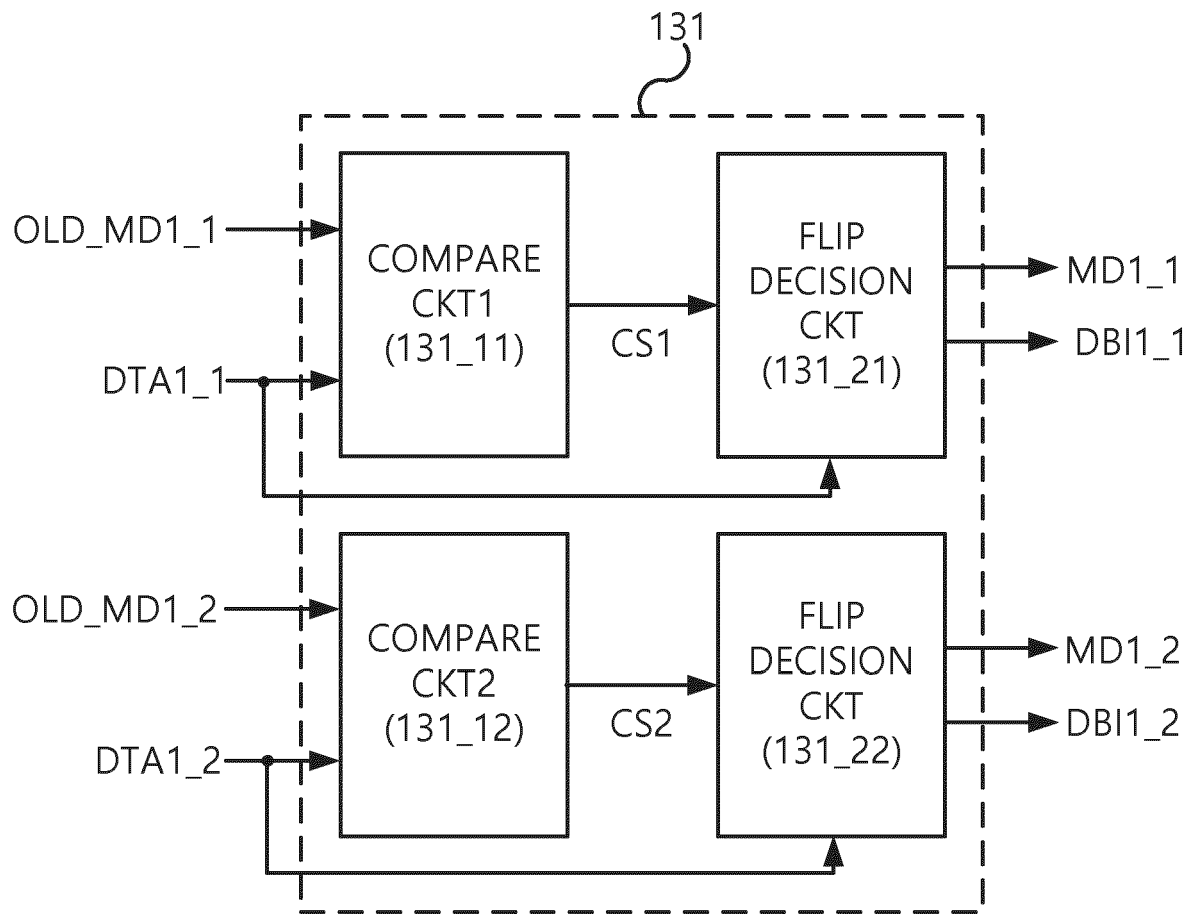 131
OLD_MD1_1
DTA1_1
COMPARE
CKT1
(131_11)
CS1
FLIP
DECISION
CKT
(131_21)
MD1_1
DBI1_1
OLD_MD1_2
DTA1_2
COMPARE
CKT2
(131_12)
CS2
FLIP
DECISION
CKT
(131_22)
MD1_2
DBI1_2